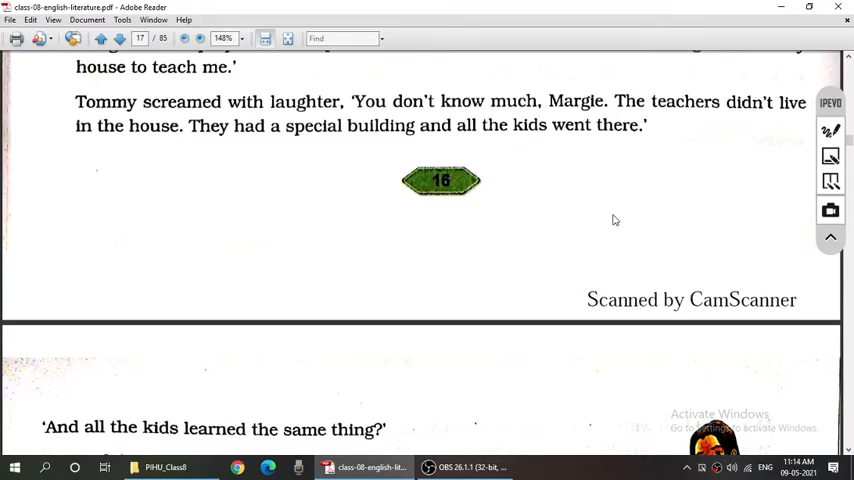 class-08-english-literature.pdf - Adobe Reader
File Edit View Document Tools Window Help
17 / 85 148% Find
house to teach me.'
Tommy screamed with laughter, 'You don't know much, Margie. The teachers didn't live
in the house. They had a special building and all the kids went there.'
16
IPEVO
Scanned by CamScanner
'And all the kids learned the same thing?'
Activate Windows
Go to Settings to activate Windows.
PIHU_Class8
class-08-english-lit...
OBS 26.1.1 (32-bit, ...
ENG
11:14 AM
09-05-2021